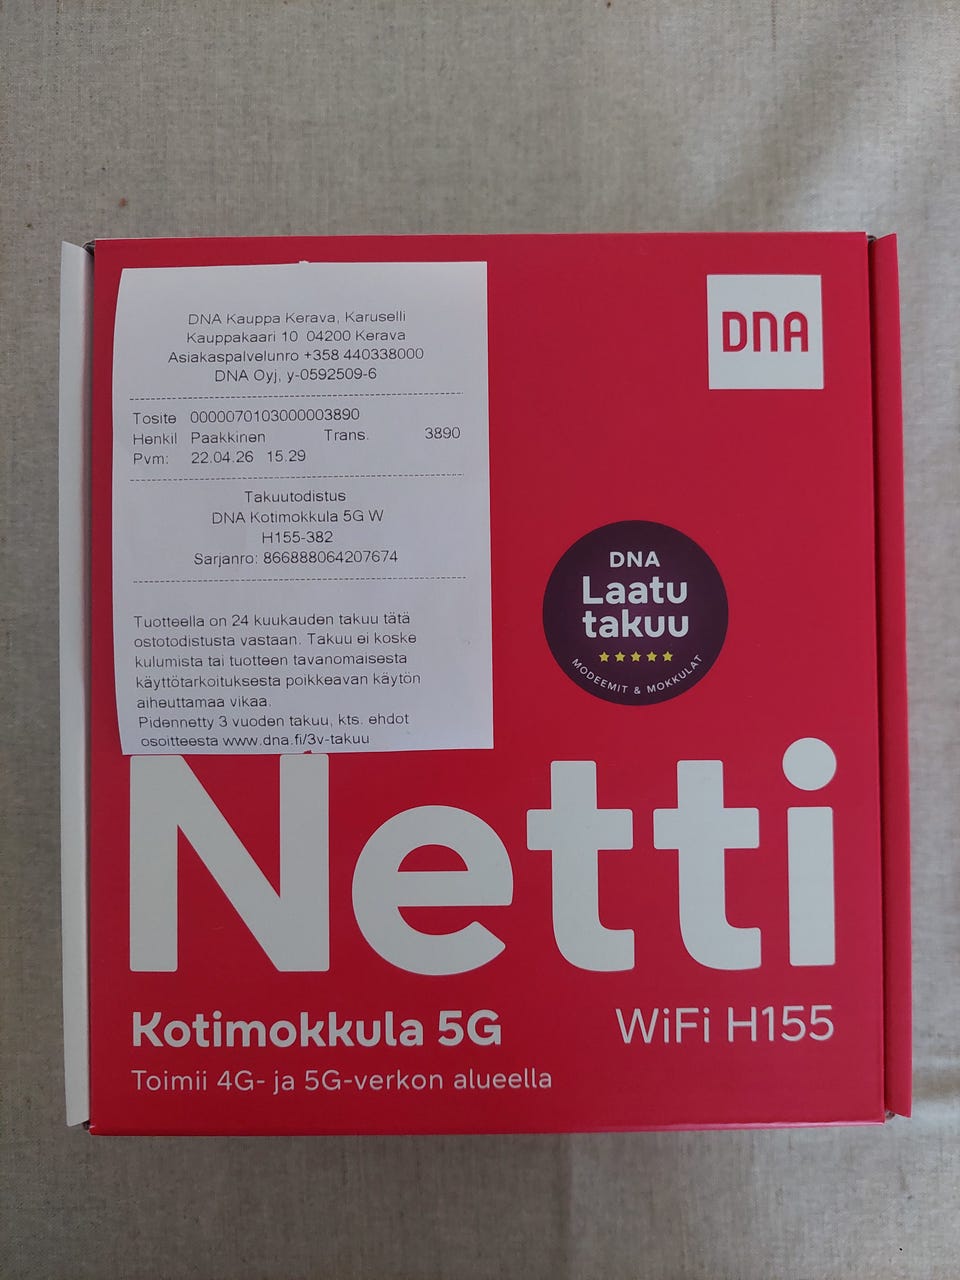 DNA Kauppa Kerava, Karuselli
Kauppakaari 10 04200 Kerava
Asiakaspalvelunro +358 440338000
DNA Oyj, y-0592509-6
Tosite 0000070103000003890
Henkil Paakkinen Trans. 3890
Pvm: 22.04.26 15.29
Takuutodistus
DNA Kotimokkula 5G W
H155-382
Sarjanro: 866888064207674
Tuotteella on 24 kuukauden takuu tätä
ostotodistusta vastaan. Takuu ei koske
kulumista tai tuotteen tavanomaisesta
käyttötarkoituksesta poikkeavan käytön
aiheuttamaa vikaa.
Pidennetty 3 vuoden takuu, kts. ehdot
osoitteesta www.dna.fi/3v-takuu
DNA
DNA
Laatu
takuu
MODEEMIT & MOKKULAT
Netti
Kotimokkula 5G
WiFi H155
Toimii 4G- ja 5G-verkon alueella